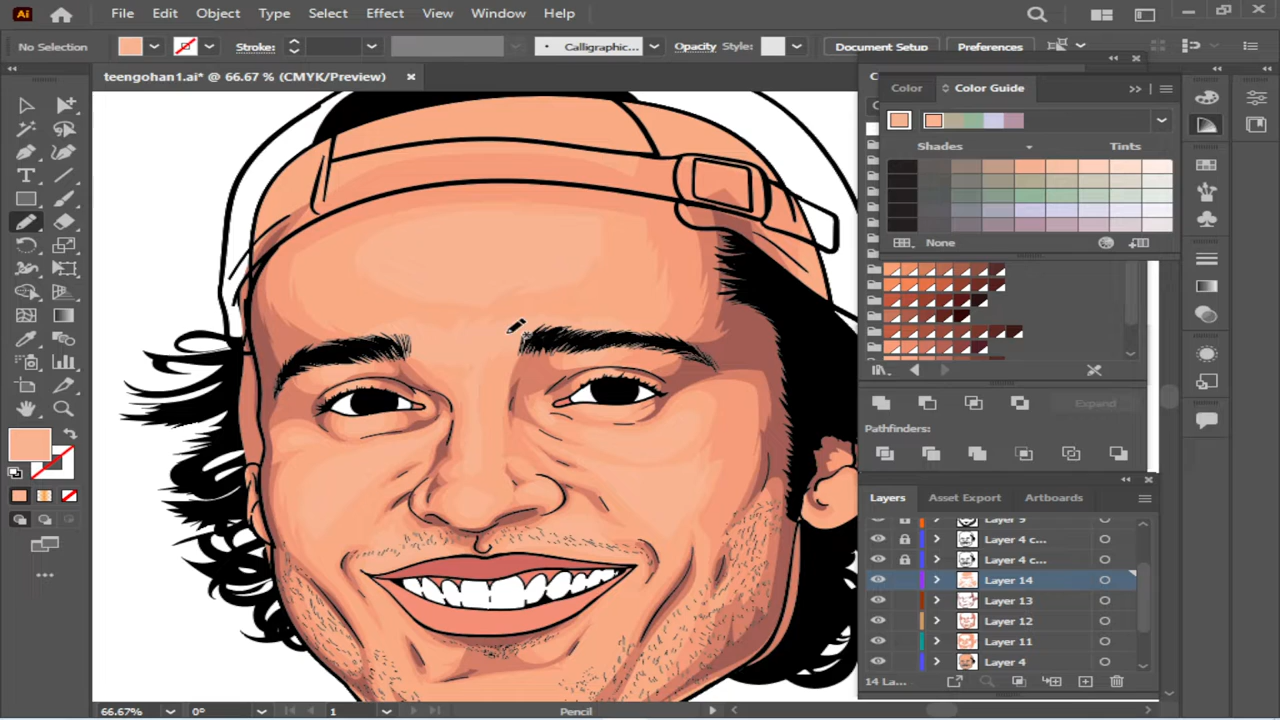 Ai File Edit Object Type Select Effect View Window Help
No Selection Stroke: Calligraphic... Opacity Style: Document Setup Preferences
teengohan1.ai* @ 66.67 % (CMYK/Preview)
Color Color Guide
Shades Tints
None
Expand
Pathfinders:
Layers Asset Export Artboards
Layer 9
Layer 4 c...
Layer 4 c...
Layer 14
Layer 13
Layer 12
Layer 11
Layer 4
14 La...
66.67% 0° 1 Pencil